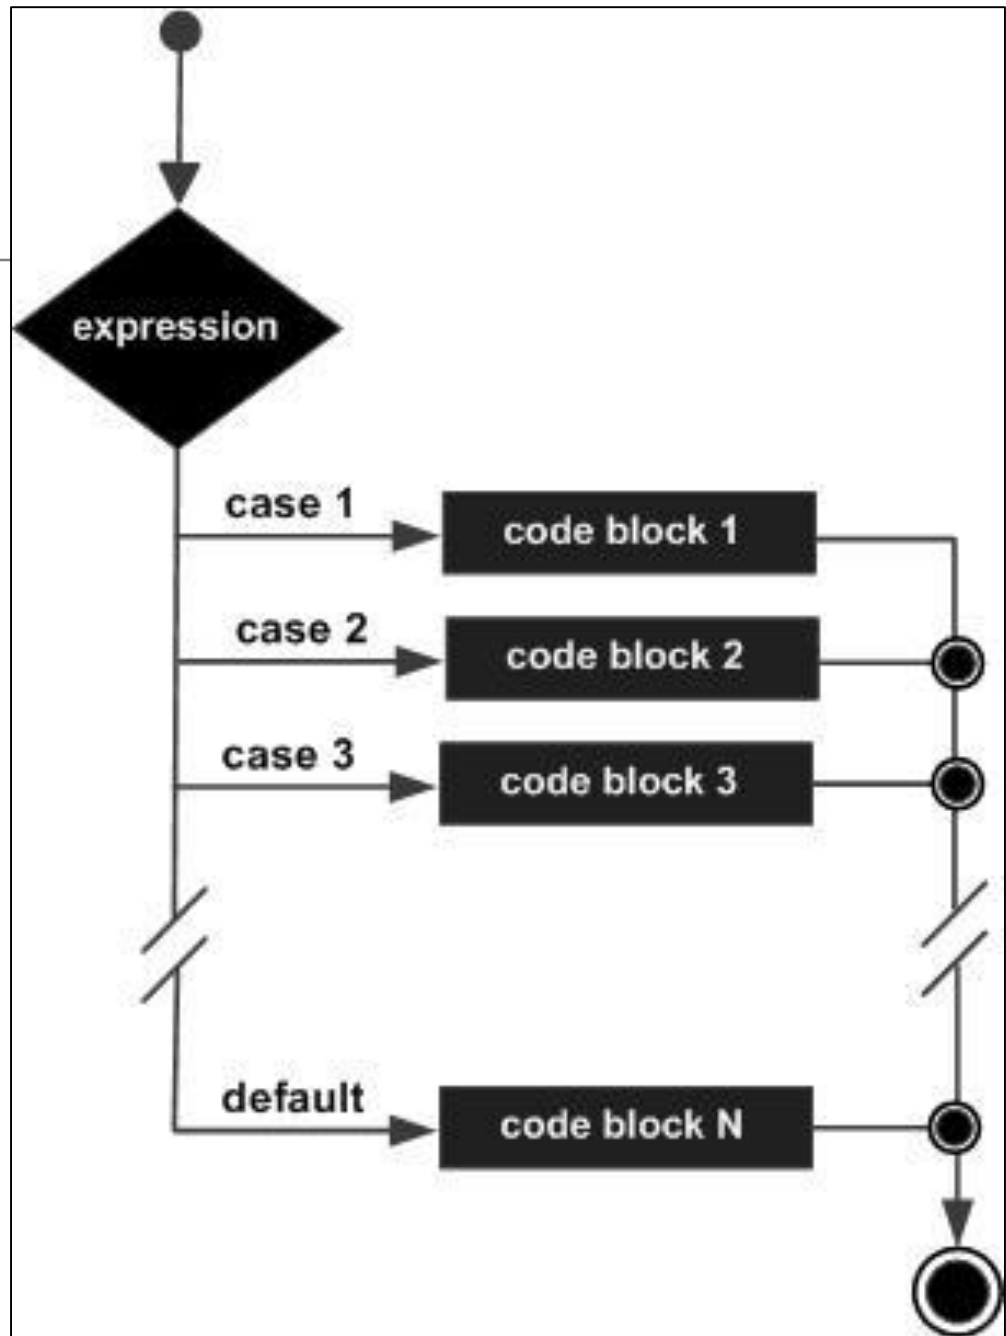 expression
case 1
code block 1
case 2
code block 2
case 3
code block 3
default
code block N